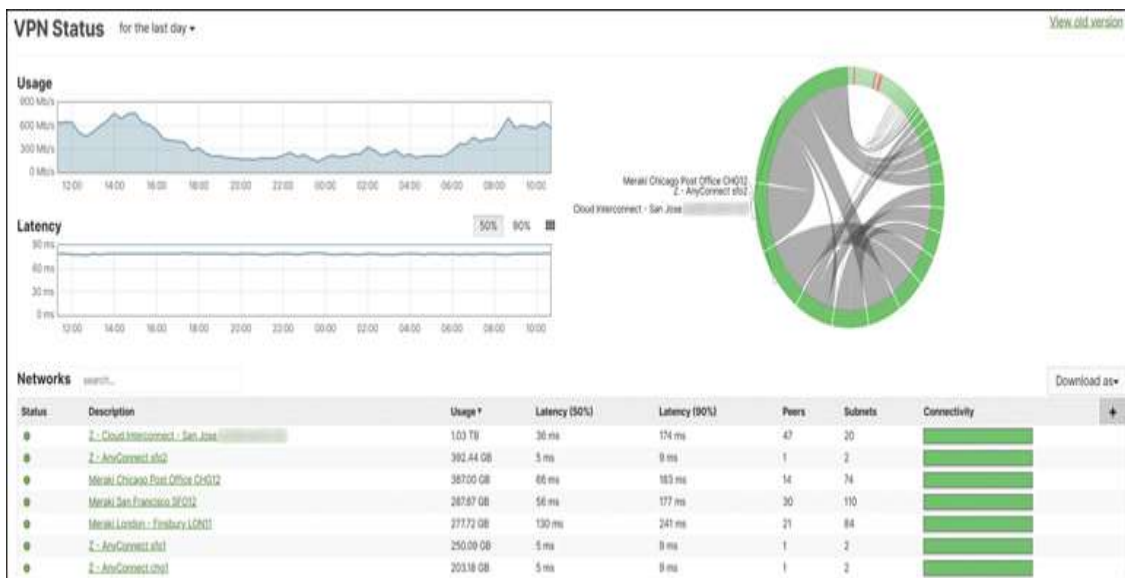 VPN Status for the last day ▾
View old version
Usage
800 Mb/s
600 Mb/s
300 Mb/s
0 Mb/s
12:00 14:00 16:00 18:00 20:00 22:00 00:00 02:00 04:00 06:00 08:00 10:00
Meraki Chicago Post Office CHG12
Z - AnyConnect sfo2
Cloud Interconnect - San Jose
Latency 50% 90%
90 ms
60 ms
30 ms
0 ms
12:00 14:00 16:00 18:00 20:00 22:00 00:00 02:00 04:00 06:00 08:00 10:00
Networks search...
Download as▾
Status Description Usage ▾ Latency (50%) Latency (90%) Peers Subnets Connectivity +
Z - Cloud Interconnect - San Jose 1.03 TB 36 ms 174 ms 47 20
Z - AnyConnect sfo2 392.44 GB 5 ms 9 ms 1 2
Meraki Chicago Post Office CHG12 387.00 GB 66 ms 183 ms 14 74
Meraki San Francisco SFO12 287.67 GB 56 ms 177 ms 30 110
Meraki London - Finsbury LON11 277.72 GB 130 ms 241 ms 21 84
Z - AnyConnect sfo1 250.09 GB 5 ms 9 ms 1 2
Z - AnyConnect chg1 203.18 GB 5 ms 9 ms 1 2